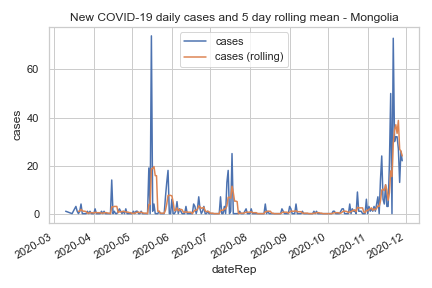 New COVID-19 daily cases and 5 day rolling mean - Mongolia
cases
cases (rolling)
cases
60
40
20
0
2020-03
2020-04
2020-05
2020-06
2020-07
2020-08
2020-09
2020-10
2020-11
2020-12
dateRep